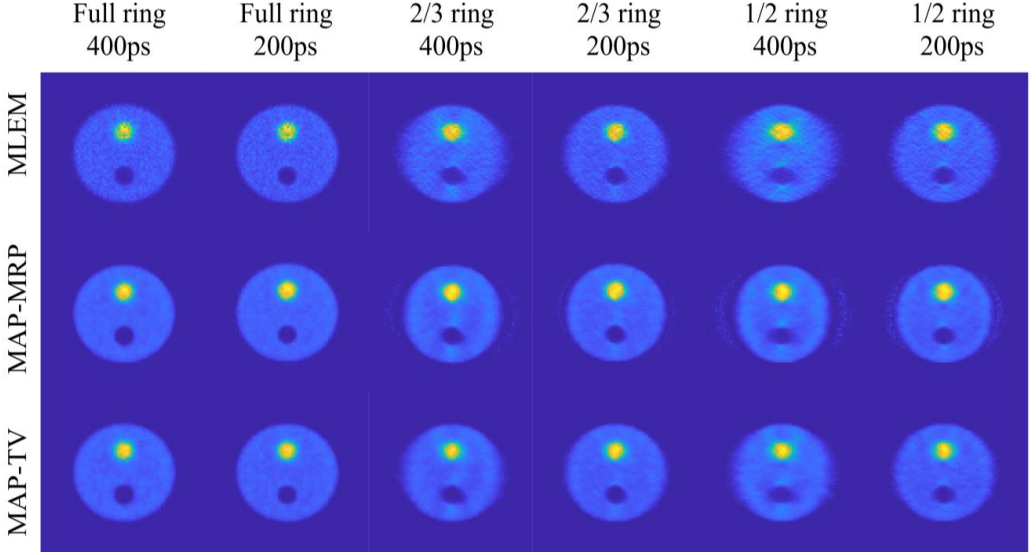 Full ring Full ring 2/3 ring 2/3 ring 1/2 ring 1/2 ring
400ps 200ps 400ps 200ps 400ps 200ps
MLEM
MAP-MRP
MAP-TV